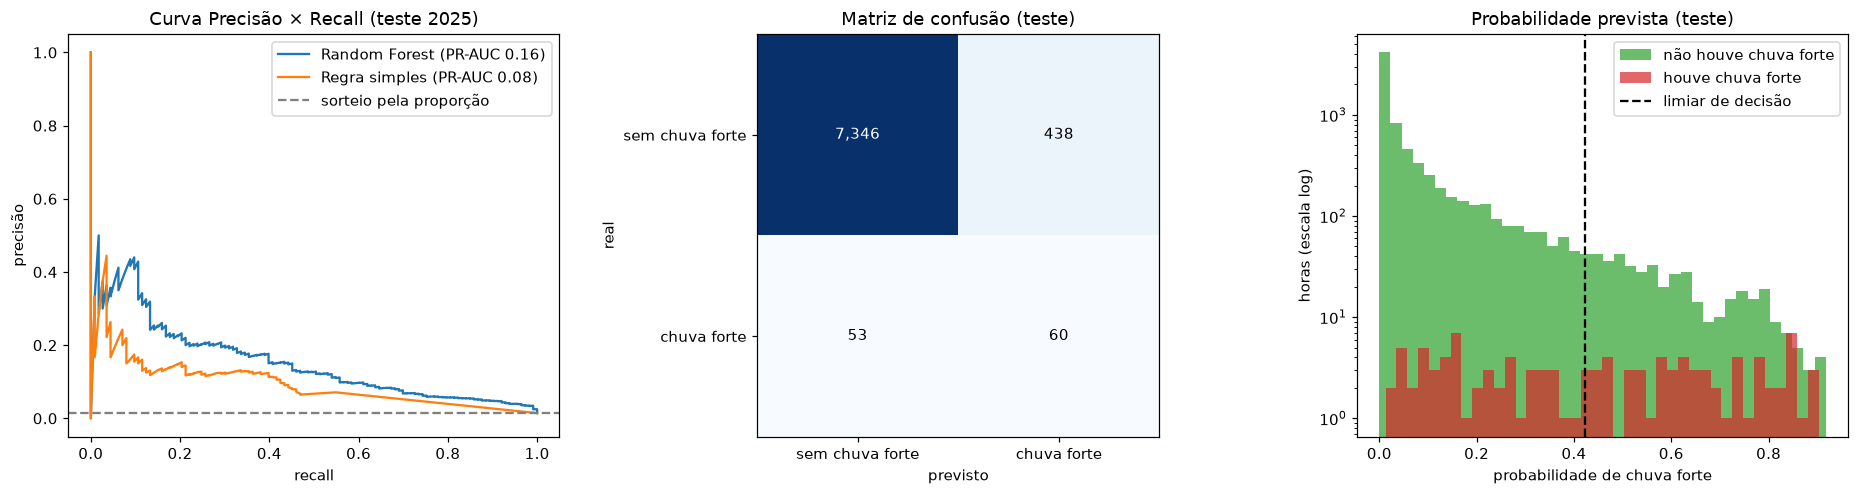 Curva Precisão × Recall (teste 2025)
precisão
1.0
0.8
0.6
0.4
0.2
0.0
Random Forest (PR-AUC 0.16)
Regra simples (PR-AUC 0.08)
sorteio pela proporção
0.0 0.2 0.4 0.6 0.8 1.0
recall
Matriz de confusão (teste)
real
sem chuva forte
chuva forte
7,346 438
53 60
sem chuva forte chuva forte
previsto
Probabilidade prevista (teste)
horas (escala log)
10³
10²
10¹
10⁰
não houve chuva forte
houve chuva forte
limiar de decisão
0.0 0.2 0.4 0.6 0.8
probabilidade de chuva forte